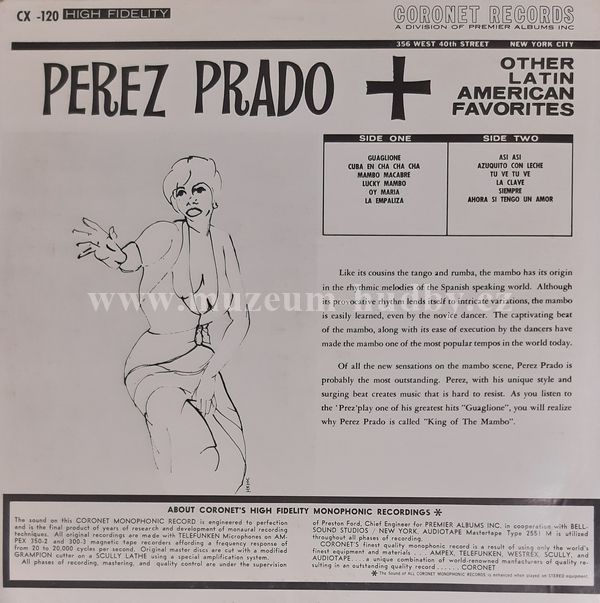 CX -120 HIGH FIDELITY
CORONET RECORDS
A DIVISION OF PREMIER ALBUMS INC
356 WEST 40th STREET NEW YORK CITY
PEREZ PRADO +
OTHER
LATIN
AMERICAN
FAVORITES
SIDE ONE
GUAGLIONE
CUBA EN CHA CHA CHA
MAMBO MACABRE
LUCKY MAMBO
OY MARIA
LA EMPALIZA
SIDE TWO
ASI ASI
AZUQUITO CON LECHE
TU VE TU VE
LA CLAVE
SIEMPRE
AHORA SI TENGO UN AMOR
Like its cousins the tango and rumba, the mambo has its origin
in the rhythmic melodies of the Spanish speaking world. Although
its provocative rhythm lends itself to intricate variations, the mambo
is easily learned, even by the novice dancer. The captivating beat
of the mambo, along with its ease of execution by the dancers have
made the mambo one of the most popular tempos in the world today.
Of all the new sensations on the mambo scene, Perez Prado is
probably the most outstanding. Perez, with his unique style and
surging beat creates music that is hard to resist. As you listen to
the 'Prez'play one of his greatest hits "Guaglione", you will realize
why Perez Prado is called "King of The Mambo".
www.muzeum-hudby.cz
ABOUT CORONET'S HIGH FIDELITY MONOPHONIC RECORDINGS *
The sound on this CORONET MONOPHONIC RECORD is engineered to perfection
and is the final product of years of research and development of monaural recording
techniques. All original recordings are made with TELEFUNKEN Microphones on AM-
PEX 350-2 and 300-3 magnetic tape recorders affording a frequency response of
from 20 to 20,000 cycles per second. Original master discs are cut with a modified
GRAMPION cutter on a SCULLY LATHE using a special amplification system.
All phases of recording, mastering, and quality control are under the supervision
of Preston Ford, Chief Engineer for PREMIER ALBUMS INC. in cooperation with BELL-
SOUND STUDIOS / NEW YORK. AUDIOTAPE Mastertape Type 2551 M is utilized
throughout all phases of recording.
CORONET'S finest quality monophonic record is a result of using only the world's
finest equipment and materials . . . AMPEX, TELEFUNKEN, WESTREX, SCULLY, and
AUDIOTAPE . . . a unique combination of world-renowned manufacturers of quality re-
sulting in an outstanding quality record . . . . . . CORONET
* The Sound of ALL CORONET MONOPHONIC RECORDS is enhanced when played on STEREO equipment.